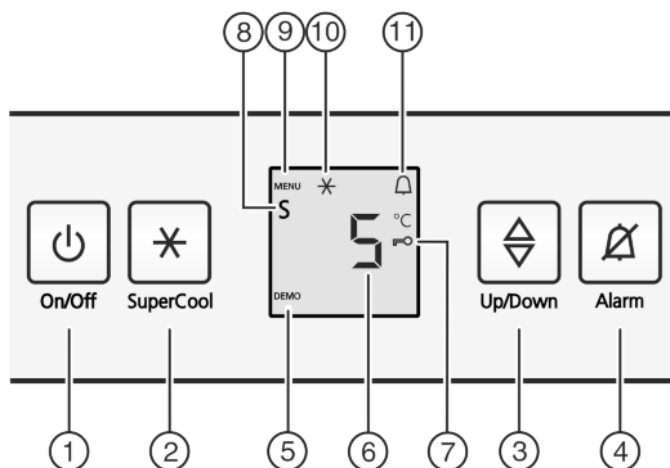 8 9 10 11
MENU
S
5 °C
DEMO
On/Off SuperCool Up/Down Alarm
1 2 5 6 7 3 4